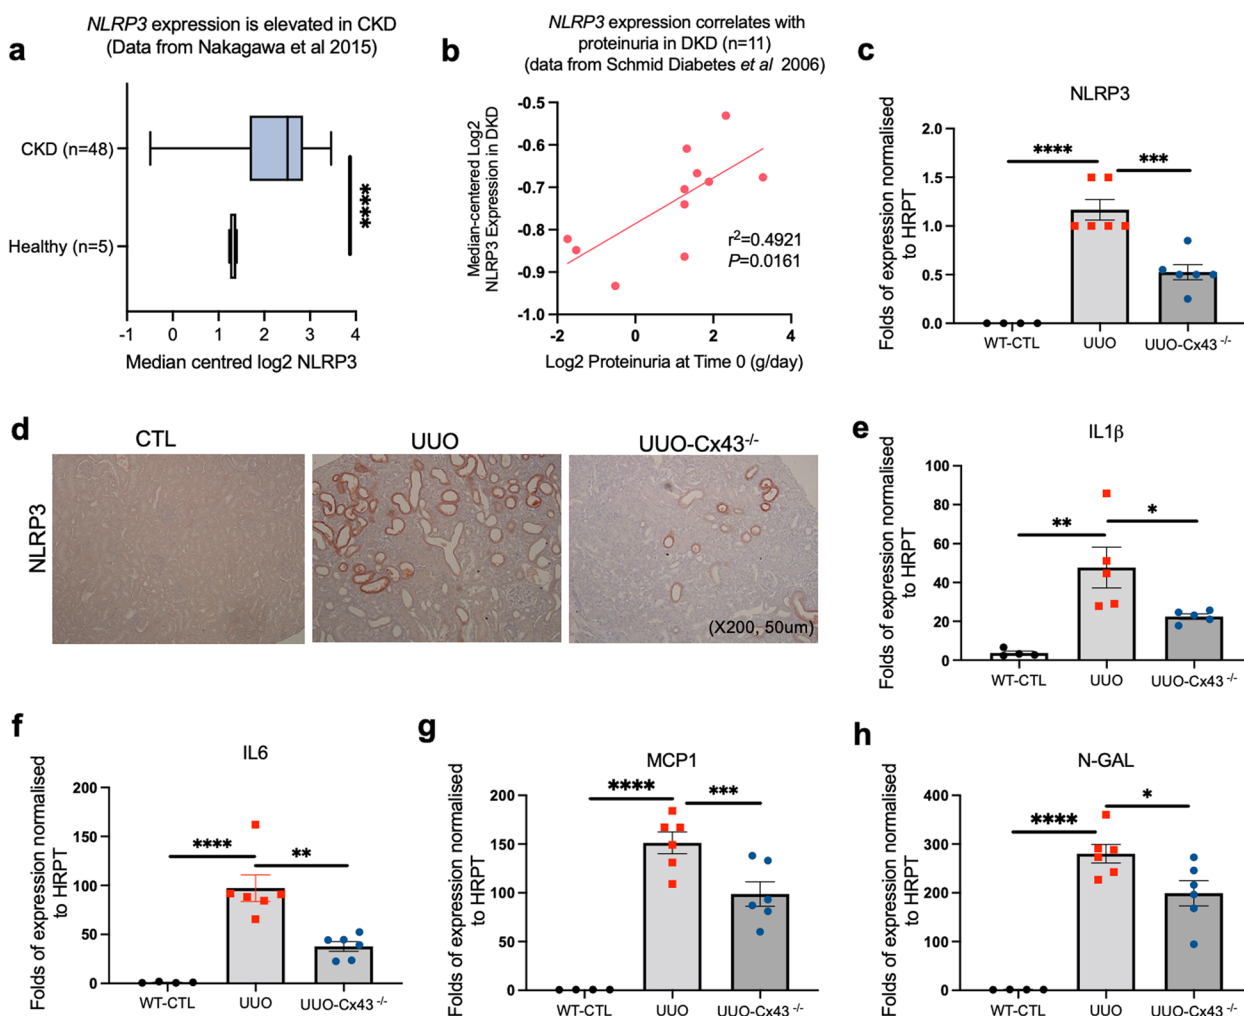 a
NLRP3 expression is elevated in CKD
(Data from Nakagawa et al 2015)
CKD (n=48)
Healthy (n=5)
****
-1 0 1 2 3 4
Median centred log2 NLRP3
b
NLRP3 expression correlates with
proteinuria in DKD (n=11)
(data from Schmid Diabetes et al 2006)
Median-centered Log2
NLRP3 Expression in DKD
-0.5
-0.6
-0.7
-0.8
-0.9
-1.0
r²=0.4921
P=0.0161
-2 0 2 4
Log2 Proteinuria at Time 0 (g/day)
c
NLRP3
Folds of expression normalised
to HRPT
2.0
1.5
1.0
0.5
0.0
**** ***
WT-CTL UUO UUO-Cx43 -/-
d
CTL UUO UUO-Cx43-/-
NLRP3
(X200, 50um)
e
IL1β
Folds of expression normalised
to HRPT
100
80
60
40
20
0
** *
WT-CTL UUO UUO-Cx43 -/-
f
IL6
Folds of expression normalised
to HRPT
200
150
100
50
0
**** **
WT-CTL UUO UUO-Cx43 -/-
g
MCP1
Folds of expression normalised
to HRPT
200
150
100
50
0
**** ***
WT-CTL UUO UUO-Cx43 -/-
h
N-GAL
Folds of expression normalised
to HRPT
400
300
200
100
0
**** *
WT-CTL UUO UUO-Cx43 -/-